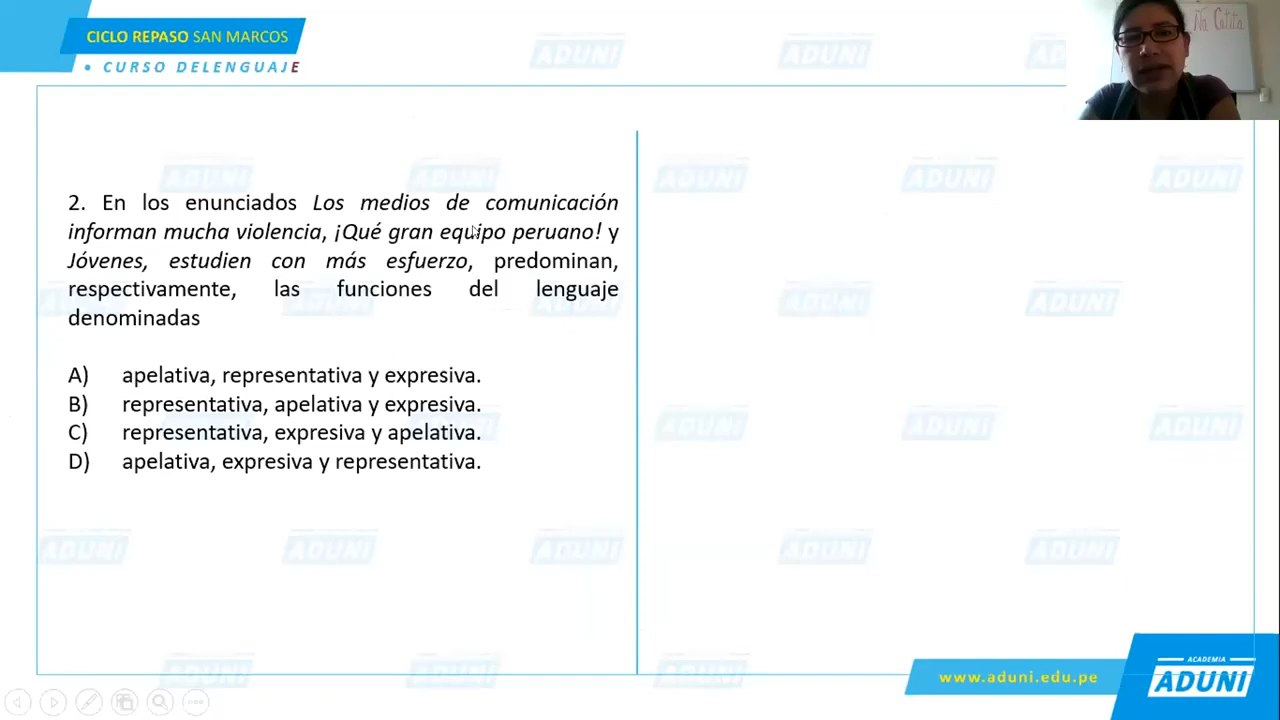 CICLO REPASO SAN MARCOS
• CURSO DELENGUAJE
Ña Catita
2. En los enunciados Los medios de comunicación
informan mucha violencia, ¡Qué gran equipo peruano! y
Jóvenes, estudien con más esfuerzo, predominan,
respectivamente, las funciones del lenguaje
denominadas
A) apelativa, representativa y expresiva.
B) representativa, apelativa y expresiva.
C) representativa, expresiva y apelativa.
D) apelativa, expresiva y representativa.
www.aduni.edu.pe
ACADEMIA
ADUNI